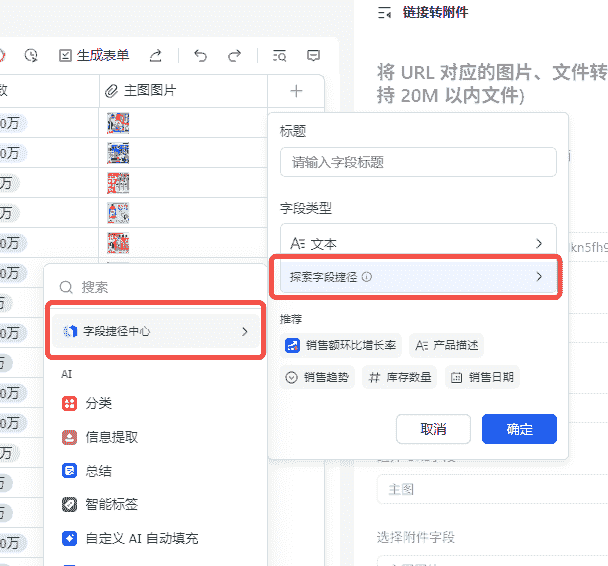 链接转附件
生成表单
将 URL 对应的图片、文件转
持 20M 以内文件)
数
主图图片
0万
0万
万
万
0万
0万
万
0万
万
0万
0万
万
万
万
0万
标题
请输入字段标题
字段类型
文本
kn5fh9
探索字段捷径
推荐
销售额环比增长率
产品描述
销售趋势
库存数量
销售日期
取消
确定
搜索
字段捷径中心
AI
分类
信息提取
总结
智能标签
自定义 AI 自动填充
主图
选择附件字段